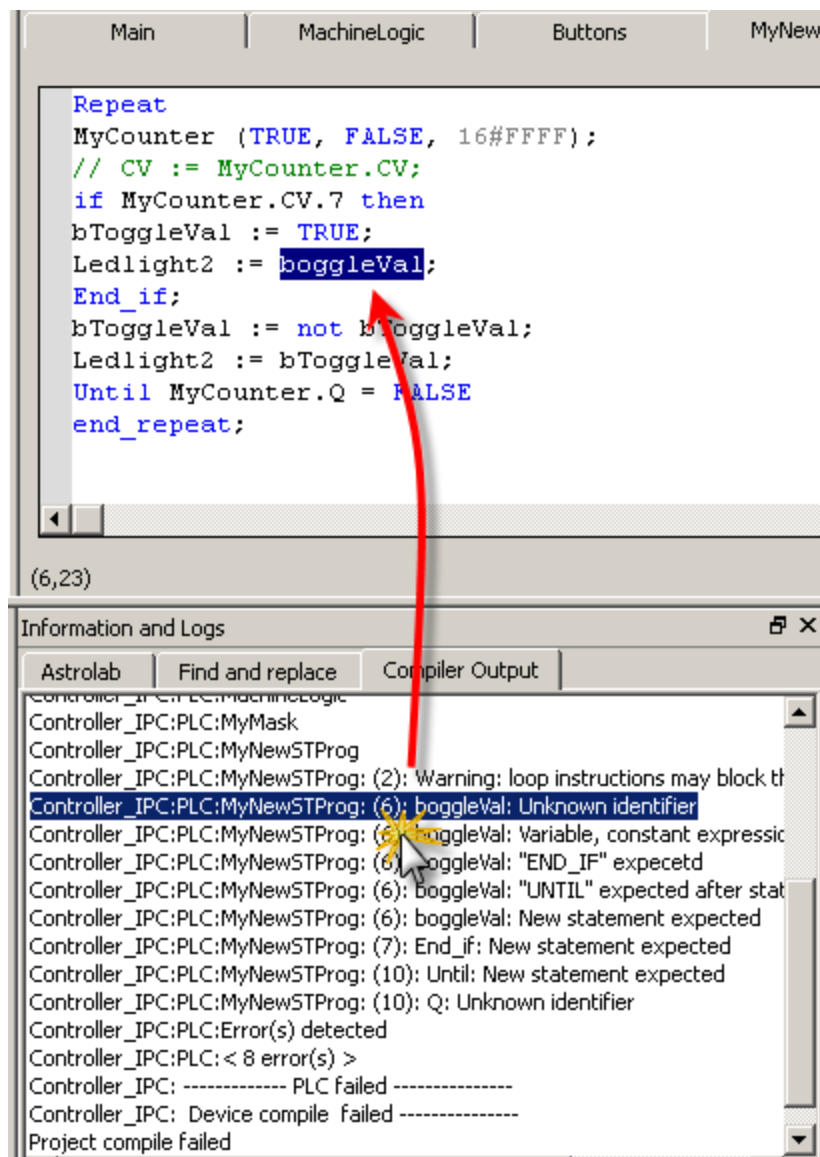 Main MachineLogic Buttons MyNew
Repeat
MyCounter (TRUE, FALSE, 16#FFFF);
// CV := MyCounter.CV;
if MyCounter.CV.7 then
bToggleVal := TRUE;
Ledlight2 := boggleVal;
End_if;
bToggleVal := not bToggleVal;
Ledlight2 := bToggleVal;
Until MyCounter.Q = FALSE
end_repeat;
(6,23)
Information and Logs
Astrolab Find and replace Compiler Output
Controller_IPC:PLC:MachineLogic
Controller_IPC:PLC:MyMask
Controller_IPC:PLC:MyNewSTProg
Controller_IPC:PLC:MyNewSTProg: (2): Warning: loop instructions may block th
Controller_IPC:PLC:MyNewSTProg: (6): boggleVal: Unknown identifier
Controller_IPC:PLC:MyNewSTProg: (6): boggleVal: Variable, constant expressio
Controller_IPC:PLC:MyNewSTProg: (6): boggleVal: "END_IF" expecetd
Controller_IPC:PLC:MyNewSTProg: (6): boggleVal: "UNTIL" expected after stat
Controller_IPC:PLC:MyNewSTProg: (6): boggleVal: New statement expected
Controller_IPC:PLC:MyNewSTProg: (7): End_if: New statement expected
Controller_IPC:PLC:MyNewSTProg: (10): Until: New statement expected
Controller_IPC:PLC:MyNewSTProg: (10): Q: Unknown identifier
Controller_IPC:PLC:Error(s) detected
Controller_IPC:PLC:< 8 error(s) >
Controller_IPC: ------------- PLC failed ---------------
Controller_IPC: Device compile failed ---------------
Project compile failed